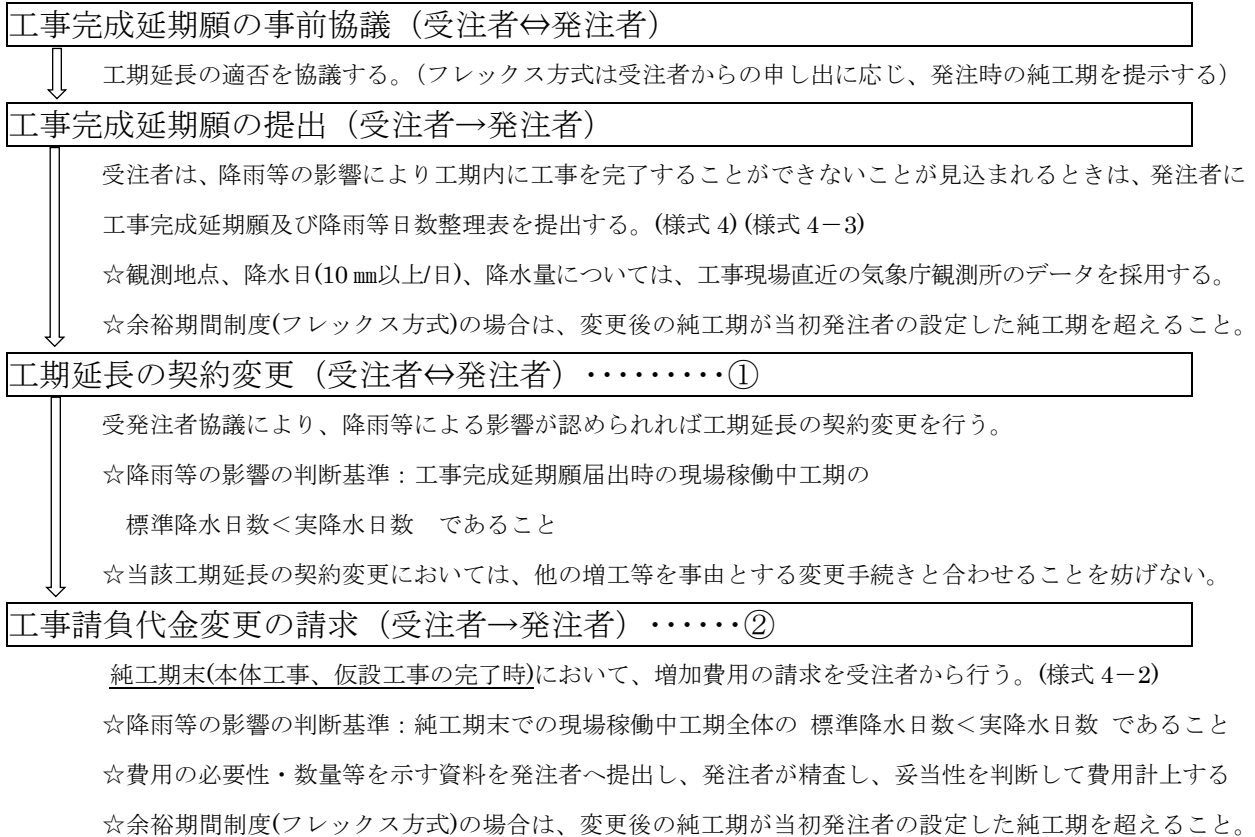 工事完成延期願の事前協議（受注者⇔発注者）
工期延長の適否を協議する。（フレックス方式は受注者からの申し出に応じ、発注時の純工期を提示する）
工事完成延期願の提出（受注者→発注者）
受注者は、降雨等の影響により工期内に工事を完了することができないことが見込まれるときは、発注者に
工事完成延期願及び降雨等日数整理表を提出する。(様式 4) (様式 4－3)
☆観測地点、降水日(10 ㎜以上/日)、降水量については、工事現場直近の気象庁観測所のデータを採用する。
☆余裕期間制度(フレックス方式)の場合は、変更後の純工期が当初発注者の設定した純工期を超えること。
工期延長の契約変更（受注者⇔発注者）・・・・・・・・・①
受発注者協議により、降雨等による影響が認められれば工期延長の契約変更を行う。
☆降雨等の影響の判断基準：工事完成延期願届出時の現場稼働中工期の
標準降水日数＜実降水日数　であること
☆当該工期延長の契約変更においては、他の増工等を事由とする変更手続きと合わせることを妨げない。
工事請負代金変更の請求（受注者→発注者）・・・・・・②
純工期末(本体工事、仮設工事の完了時)において、増加費用の請求を受注者から行う。(様式 4－2)
☆降雨等の影響の判断基準：純工期末での現場稼働中工期全体の 標準降水日数＜実降水日数 であること
☆費用の必要性・数量等を示す資料を発注者へ提出し、発注者が精査し、妥当性を判断して費用計上する
☆余裕期間制度(フレックス方式)の場合は、変更後の純工期が当初発注者の設定した純工期を超えること。